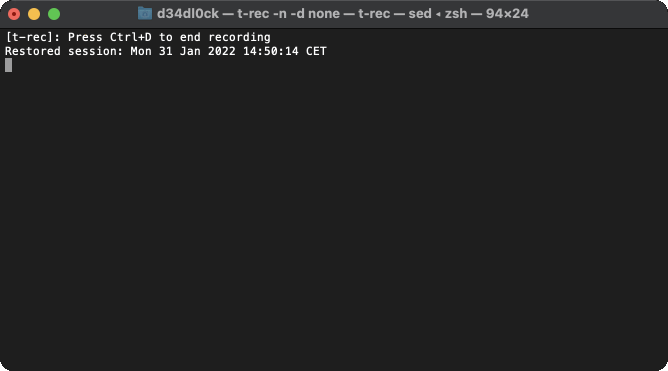 d34dl0ck — t-rec -n -d none — t-rec — sed ◂ zsh — 94×24
[t-rec]: Press Ctrl+D to end recording
Restored session: Mon 31 Jan 2022 14:50:14 CET